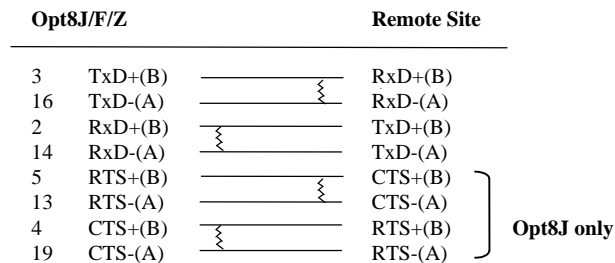 Opt8J/F/Z Remote Site
3 TxD+(B) RxD+(B)
16 TxD-(A) RxD-(A)
2 RxD+(B) TxD+(B)
14 RxD-(A) TxD-(A)
5 RTS+(B) CTS+(B)
13 RTS-(A) CTS-(A)
Opt8J only
4 CTS+(B) RTS+(B)
19 CTS-(A) RTS-(A)